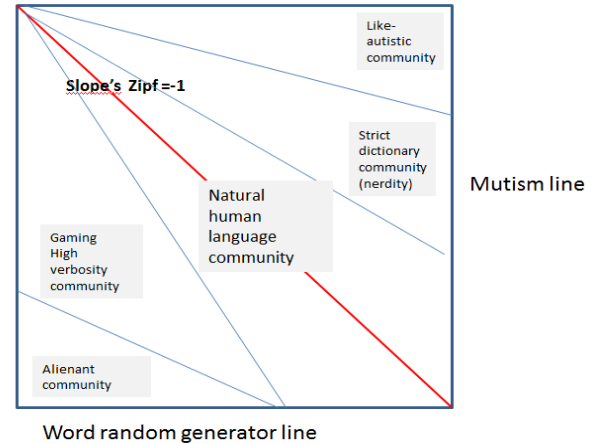 Like-
autistic
community
Slope's Zipf =-1
Strict
dictionary
community
(nerdity)
Mutism line
Natural
human
language
community
Gaming
High
verbosity
community
Alienant
community
Word random generator line